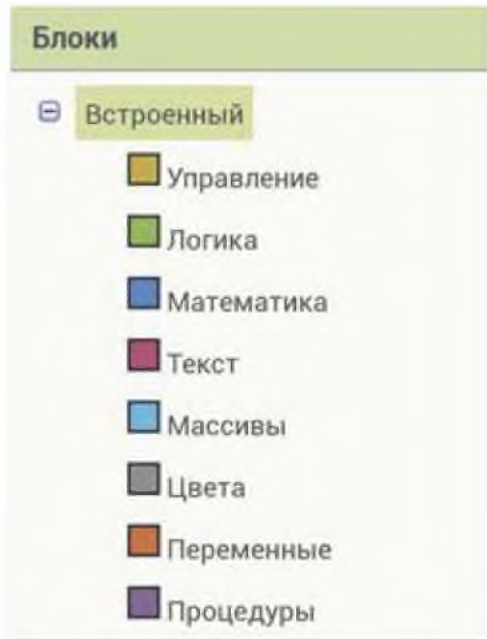 Блоки
Встроенный
Управление
Логика
Математика
Текст
Массивы
Цвета
Переменные
Процедуры